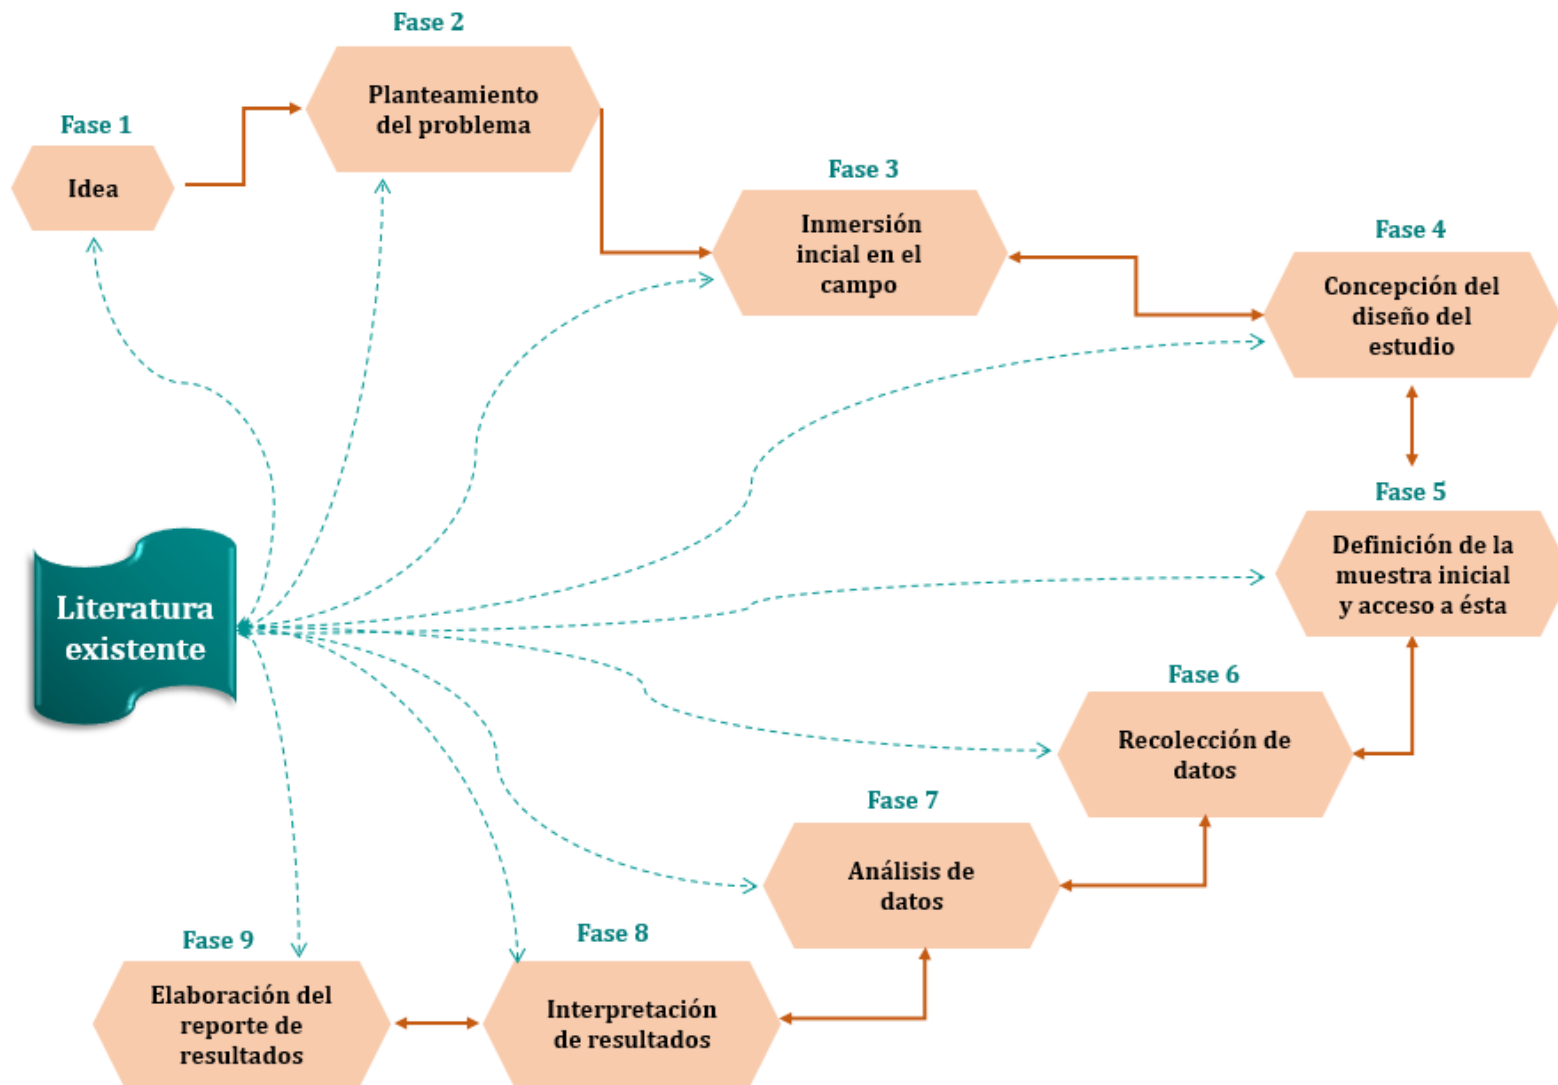 Fase 1
Idea
Fase 2
Planteamiento
del problema
Fase 3
Inmersión
incial en el
campo
Fase 4
Concepción del
diseño del
estudio
Fase 5
Definición de la
muestra inicial
y acceso a ésta
Fase 6
Recolección de
datos
Fase 7
Análisis de
datos
Fase 8
Interpretación
de resultados
Fase 9
Elaboración del
reporte de
resultados
Literatura
existente